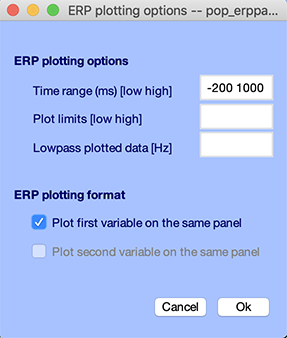 ERP plotting options -- pop_erppa...
ERP plotting options
Time range (ms) [low high] -200 1000
Plot limits [low high]
Lowpass plotted data [Hz]
ERP plotting format
Plot first variable on the same panel
Plot second variable on the same panel
Cancel Ok